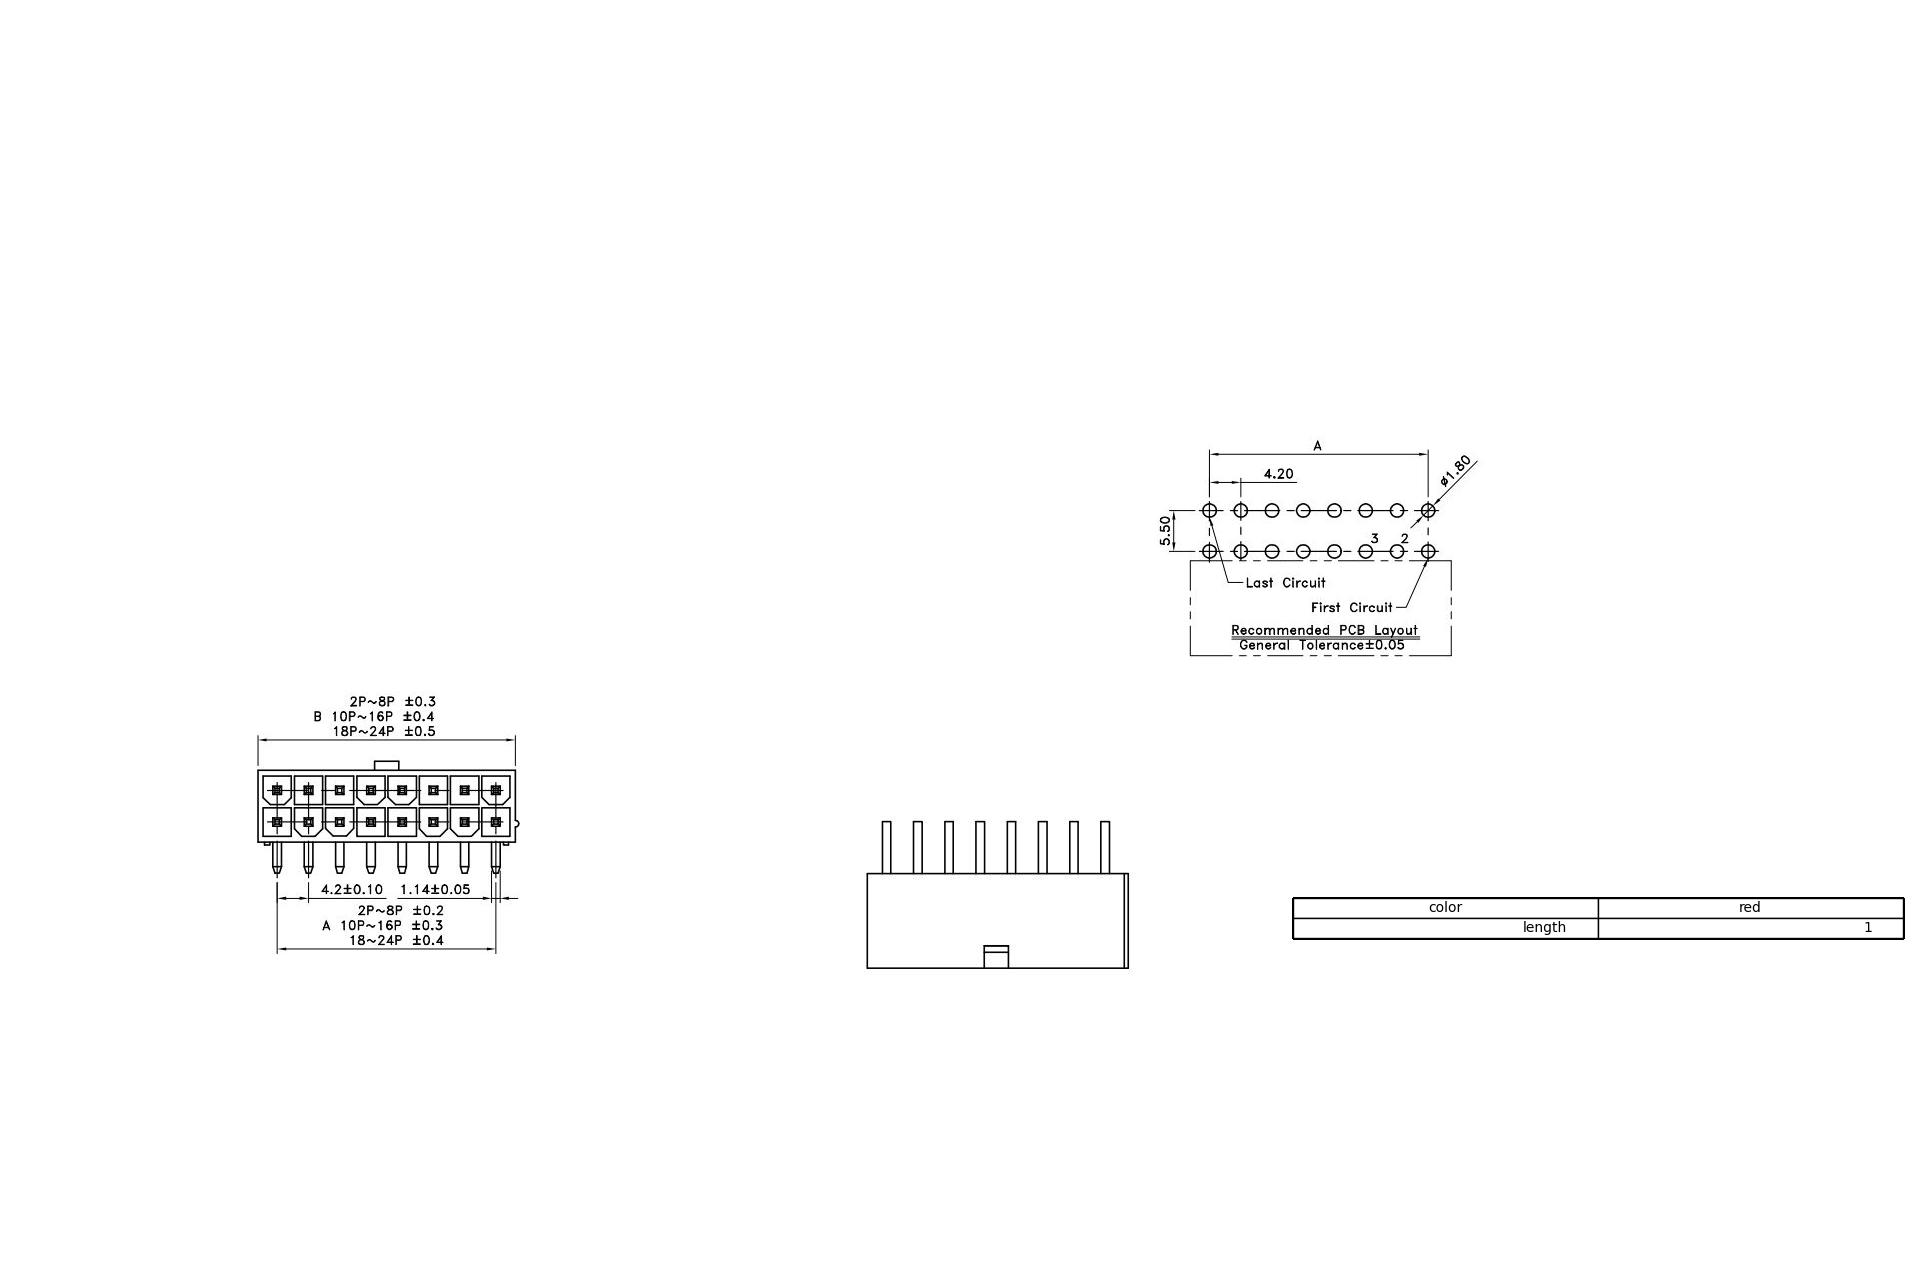 A
4.20
ø1.80
5.50
3 2
Last Circuit
First Circuit
Recommended PCB Layout
General Tolerance±0.05
2P~8P ±0.3
B 10P~16P ±0.4
18P~24P ±0.5
4.2±0.10 1.14±0.05
2P~8P ±0.2
A 10P~16P ±0.3
18~24P ±0.4
color red
length 1